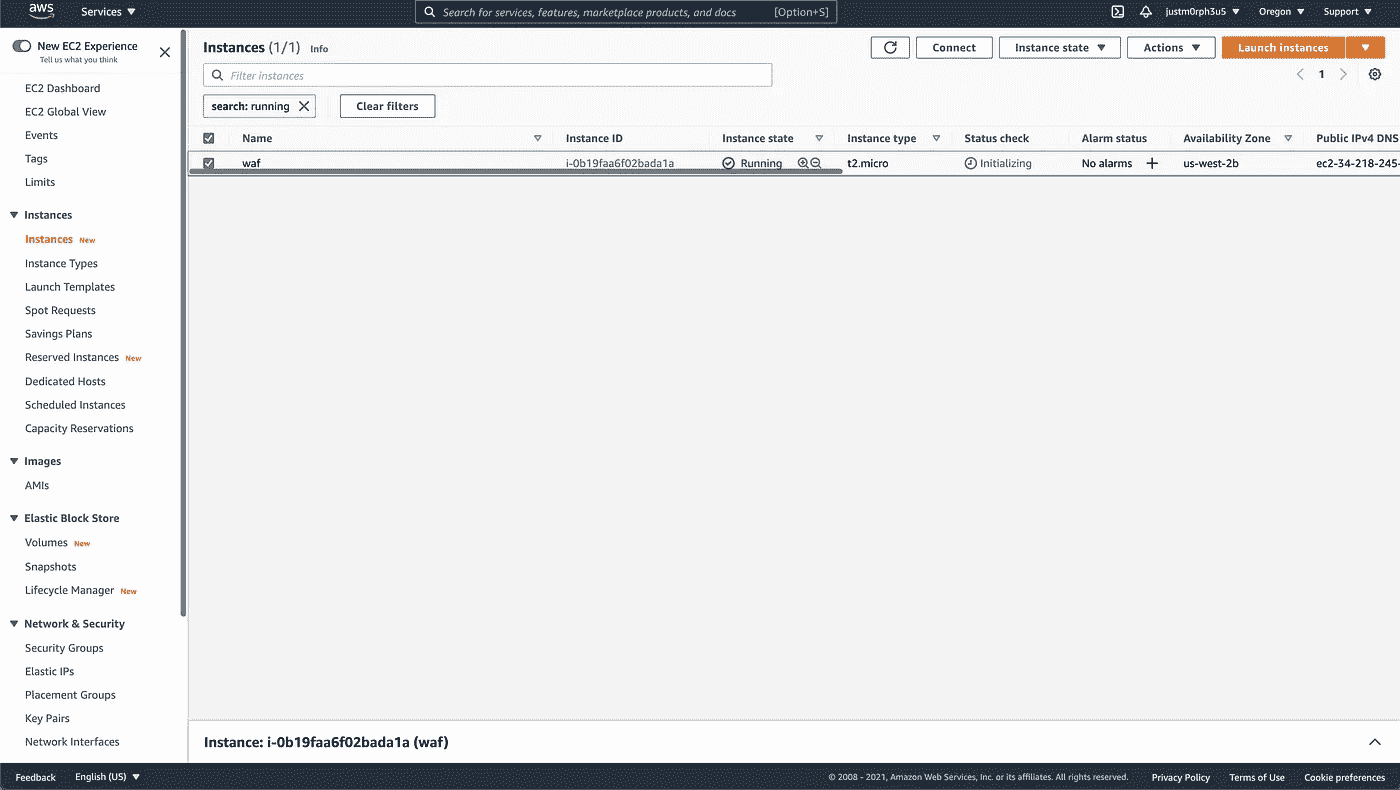 aws Services Search for services, features, marketplace products, and docs [Option+S] justm0rph3u5 Oregon Support
New EC2 Experience
Tell us what you think
EC2 Dashboard
EC2 Global View
Events
Tags
Limits
Instances
Instances New
Instance Types
Launch Templates
Spot Requests
Savings Plans
Reserved Instances New
Dedicated Hosts
Scheduled Instances
Capacity Reservations
Images
AMIs
Elastic Block Store
Volumes New
Snapshots
Lifecycle Manager New
Network & Security
Security Groups
Elastic IPs
Placement Groups
Key Pairs
Network Interfaces
Instances (1/1) Info Connect Instance state Actions Launch instances
Filter instances 1
search: running Clear filters
Name Instance ID Instance state Instance type Status check Alarm status Availability Zone Public IPv4 DNS
waf i-0b19faa6f02bada1a Running t2.micro Initializing No alarms us-west-2b ec2-34-218-245-
Instance: i-0b19faa6f02bada1a (waf)
Feedback English (US) © 2008 - 2021, Amazon Web Services, Inc. or its affiliates. All rights reserved. Privacy Policy Terms of Use Cookie preferences